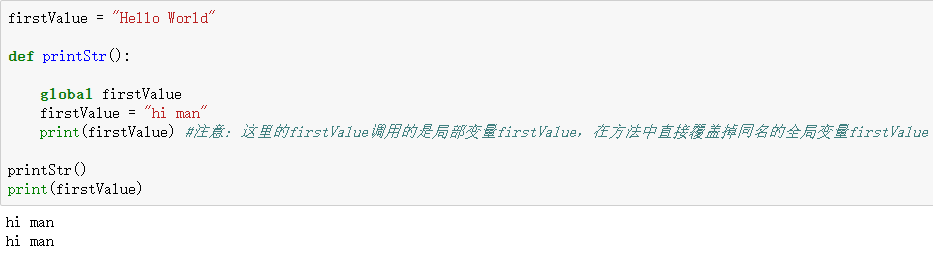 firstValue = "Hello World"
def printStr():
global firstValue
firstValue = "hi man"
print(firstValue) #注意：这里的firstValue调用的是局部变量firstValue，在方法中直接覆盖掉同名的全局变量firstValue
printStr()
print(firstValue)
hi man
hi man